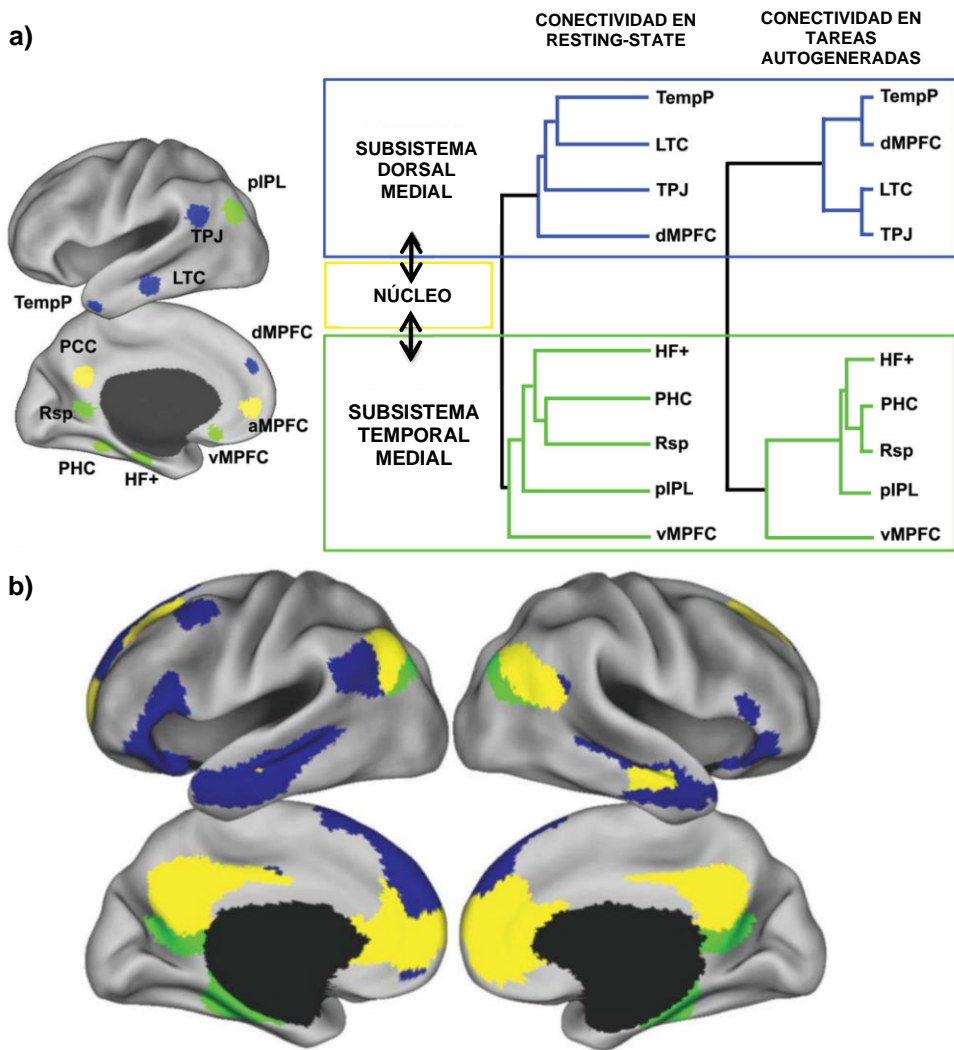 a)
CONECTIVIDAD EN
RESTING-STATE
CONECTIVIDAD EN
TAREAS
AUTOGENERADAS
pIPL
TPJ
LTC
TempP
PCC
dMPFC
Rsp
aMPFC
PHC
HF+
vMPFC
SUBSISTEMA
DORSAL
MEDIAL
NÚCLEO
SUBSISTEMA
TEMPORAL
MEDIAL
TempP
LTC
TPJ
dMPFC
HF+
PHC
Rsp
pIPL
vMPFC
TempP
dMPFC
LTC
TPJ
HF+
PHC
Rsp
pIPL
vMPFC
b)